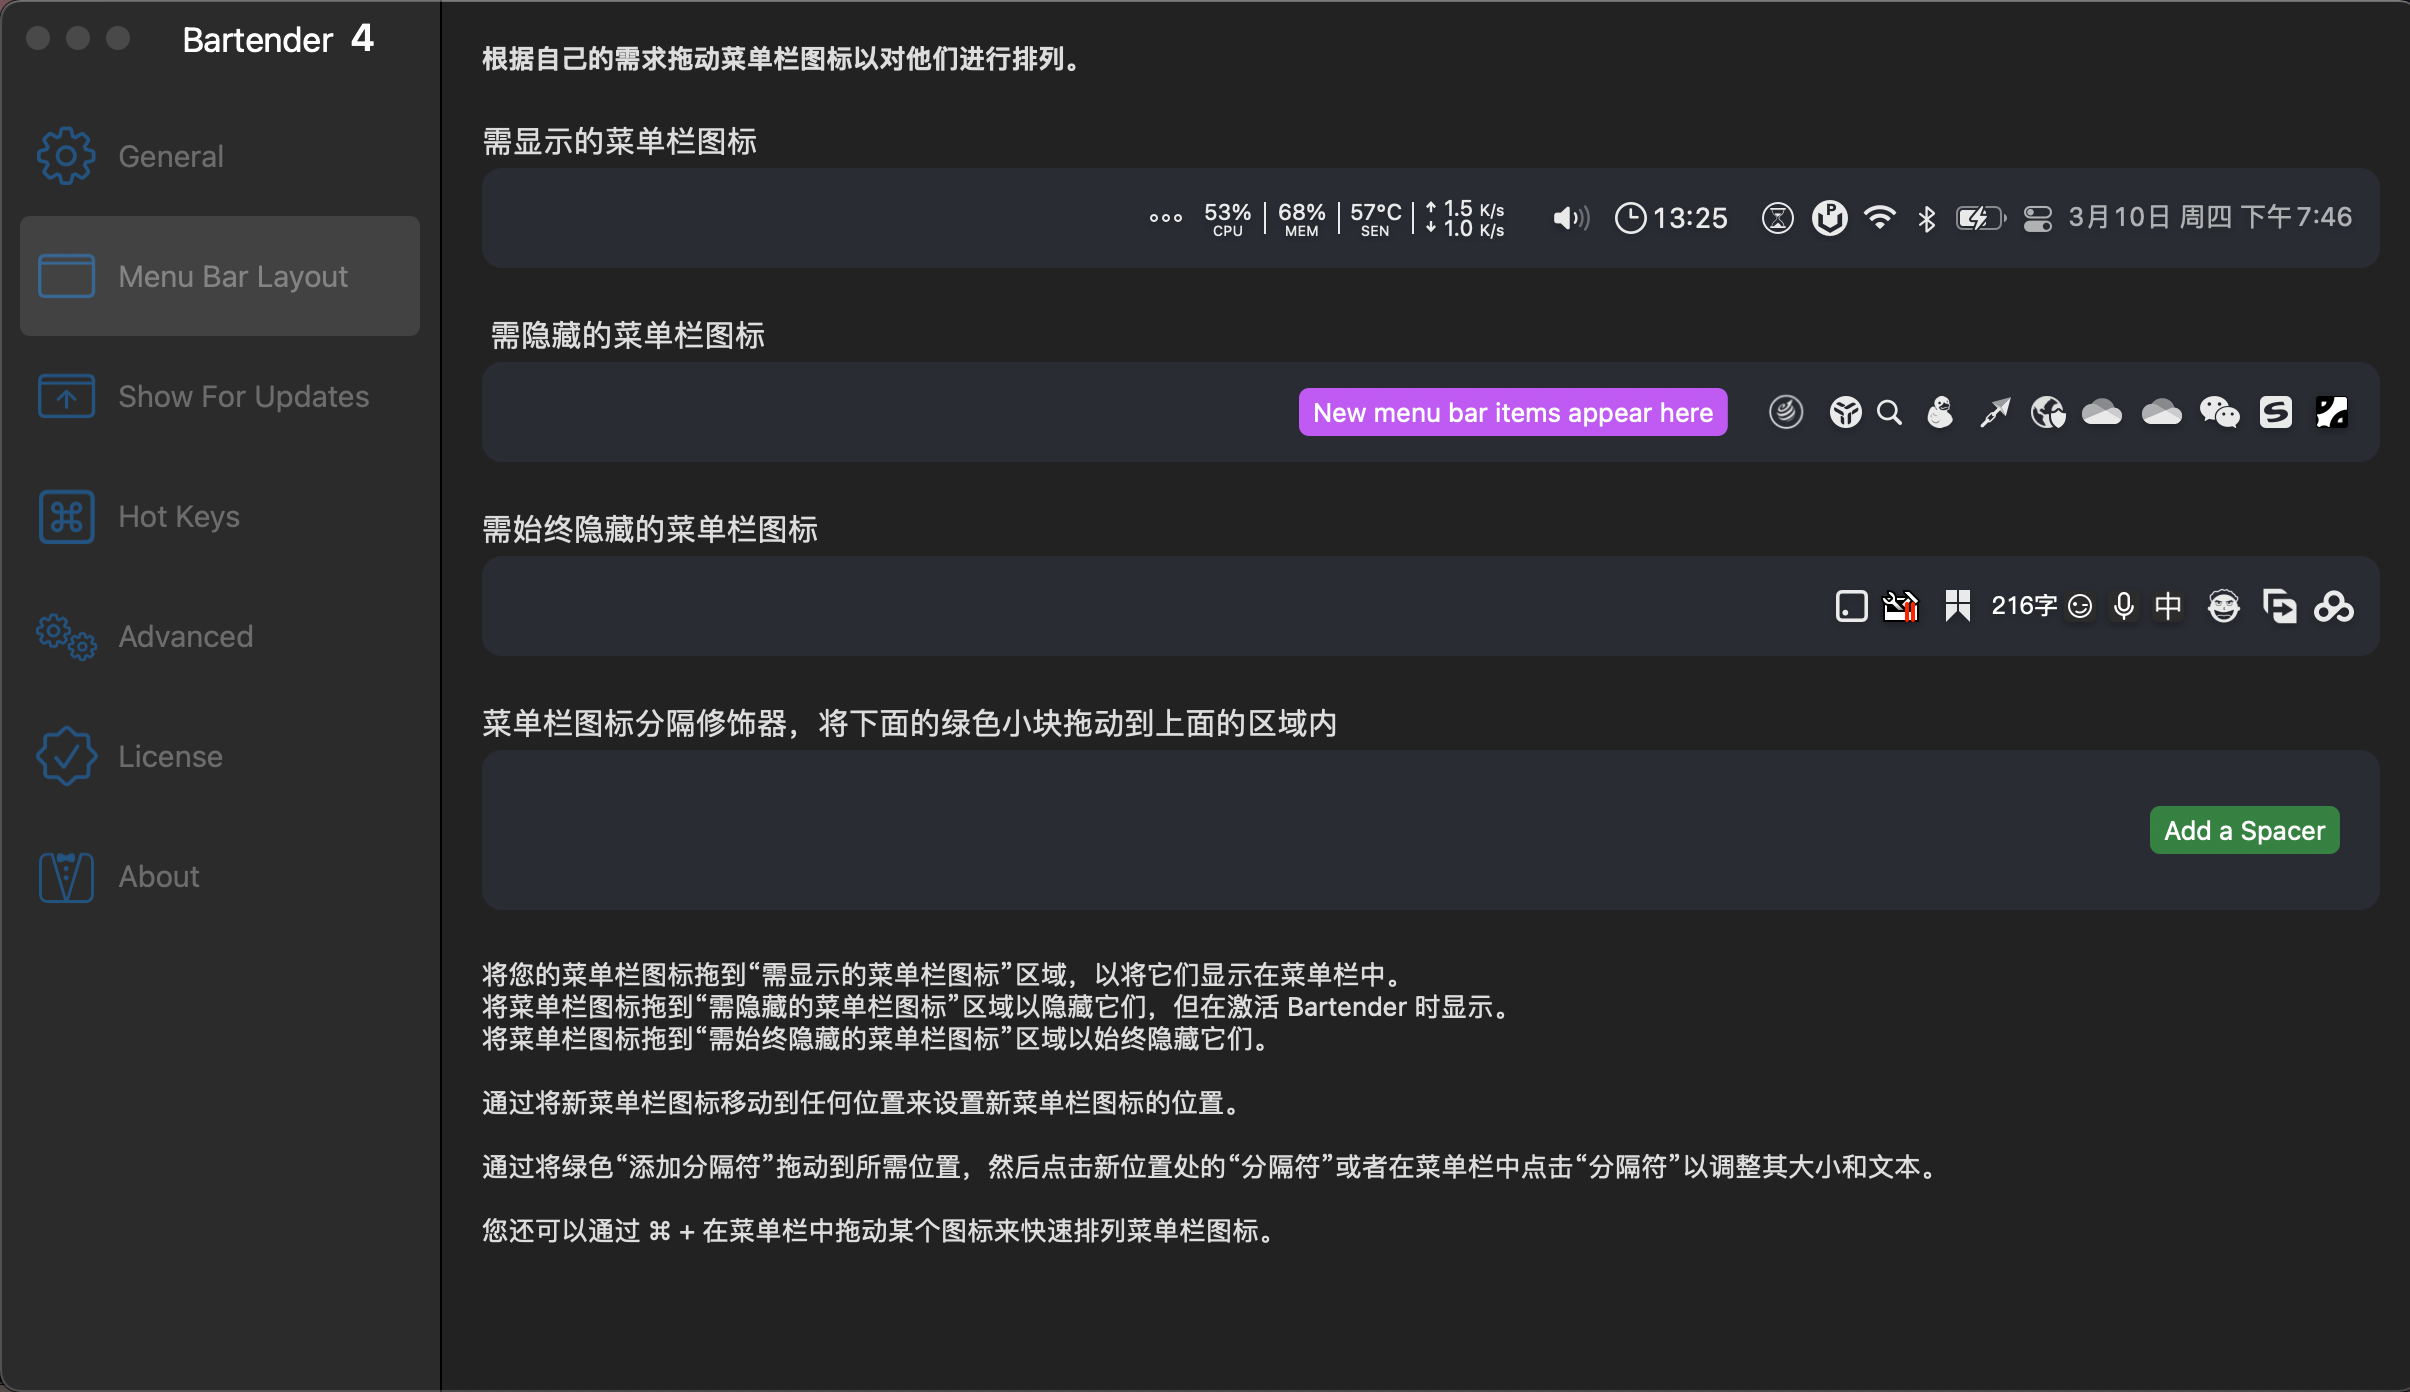 Bartender 4
General
Menu Bar Layout
Show For Updates
Hot Keys
Advanced
License
About
根据自己的需求拖动菜单栏图标以对他们进行排列。
需显示的菜单栏图标
53% CPU 68% MEM 57°C SEN 1.5 K/s 1.0 K/s 13:25 3月10日 周四 下午7:46
需隐藏的菜单栏图标
New menu bar items appear here
需始终隐藏的菜单栏图标
216字 中
菜单栏图标分隔修饰器，将下面的绿色小块拖动到上面的区域内
Add a Spacer
将您的菜单栏图标拖到“需显示的菜单栏图标”区域，以将它们显示在菜单栏中。
将菜单栏图标拖到“需隐藏的菜单栏图标”区域以隐藏它们，但在激活 Bartender 时显示。
将菜单栏图标拖到“需始终隐藏的菜单栏图标”区域以始终隐藏它们。
通过将新菜单栏图标移动到任何位置来设置新菜单栏图标的位置。
通过将绿色“添加分隔符”拖动到所需位置，然后点击新位置处的“分隔符”或者在菜单栏中点击“分隔符”以调整其大小和文本。
您还可以通过 ⌘ + 在菜单栏中拖动某个图标来快速排列菜单栏图标。